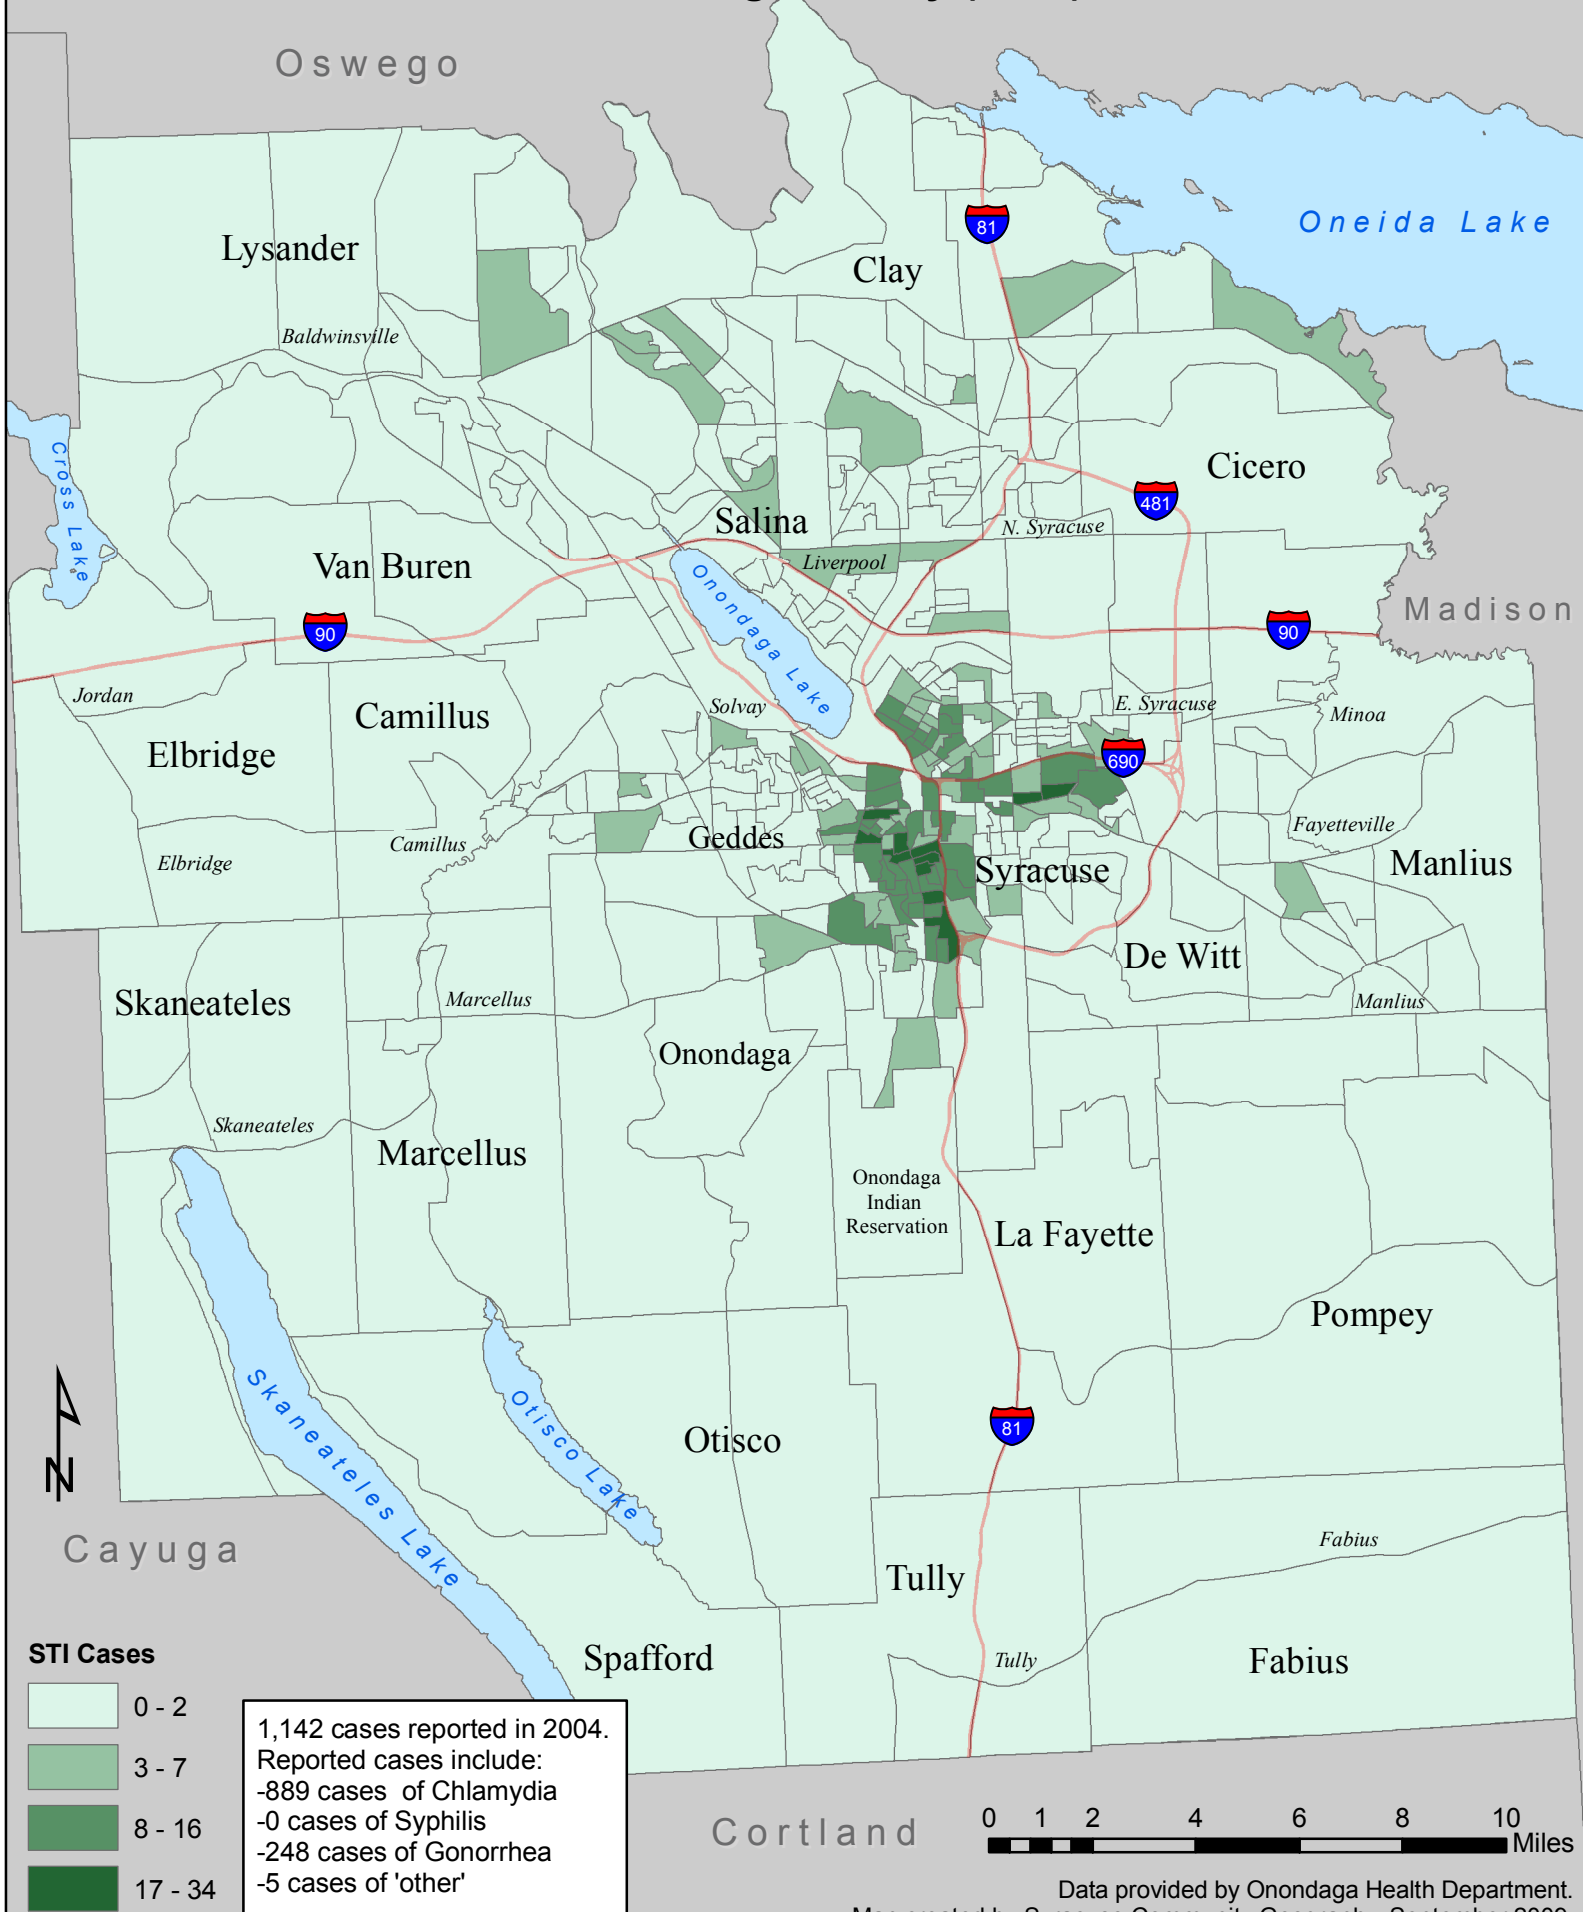 Oswego
81
Oneida Lake
Lysander
Clay
Baldwinsville
Cross Lake
Cicero
481
Salina
N. Syracuse
Van Buren
Liverpool
Onondaga Lake
90
90
Madison
Jordan
Camillus
Solvay
E. Syracuse
Minoa
Elbridge
690
Camillus
Geddes
Fayetteville
Elbridge
Syracuse
Manlius
De Witt
Skaneateles
Marcellus
Manlius
Onondaga
Skaneateles
Marcellus
Onondaga
Indian
Reservation
La Fayette
Pompey
Skaneateles Lake
Otisco Lake
Otisco
81
N
Cayuga
Fabius
Tully
Spafford
Tully
Fabius
STI Cases
0 - 2
3 - 7
8 - 16
17 - 34
1,142 cases reported in 2004.
Reported cases include:
-889 cases of Chlamydia
-0 cases of Syphilis
-248 cases of Gonorrhea
-5 cases of 'other'
Cortland
0 1 2 4 6 8 10
Miles
Data provided by Onondaga Health Department.